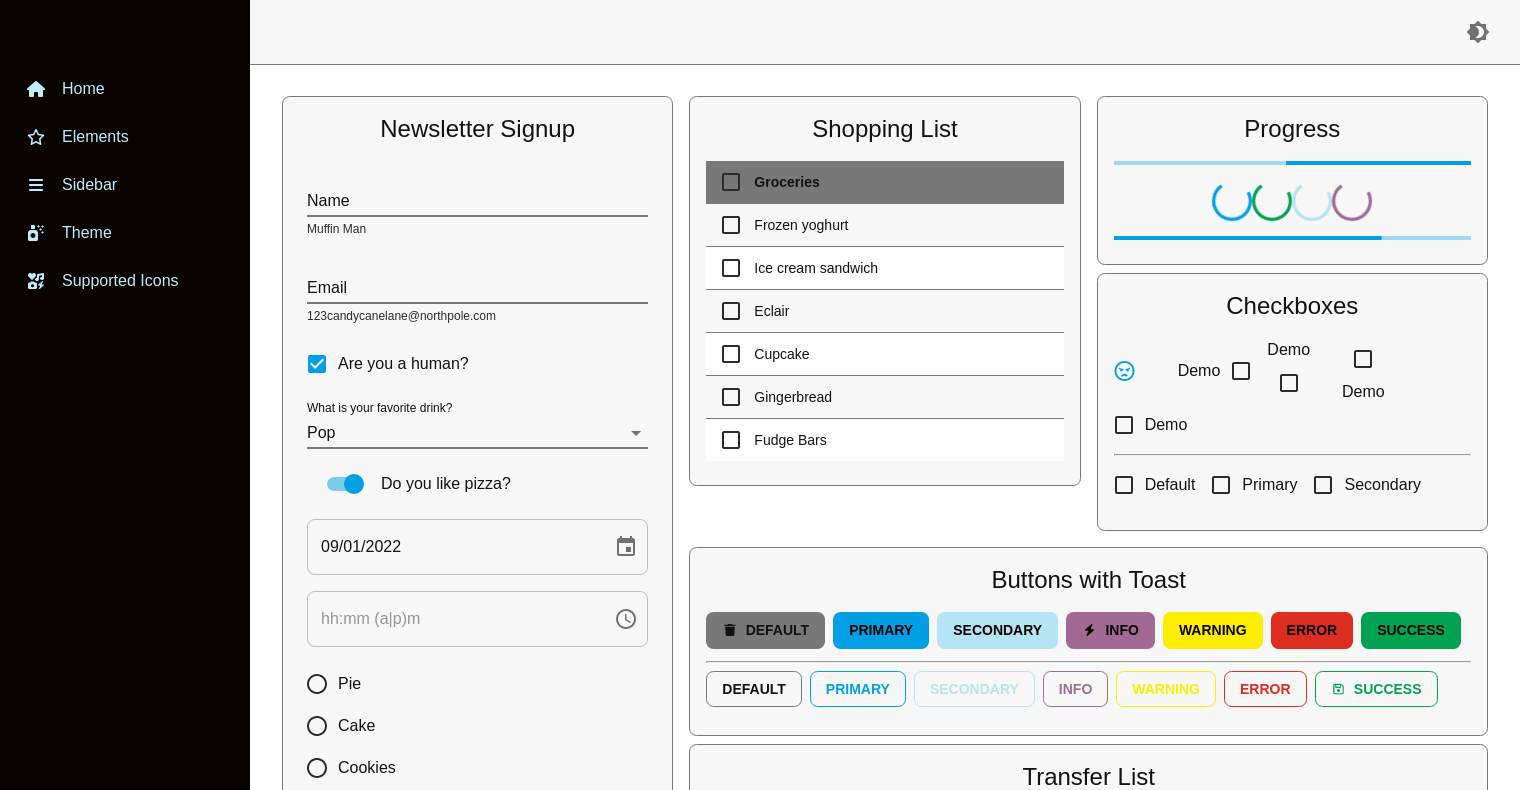 Home
Elements
Sidebar
Theme
Supported Icons
Newsletter Signup
Name
Muffin Man
Email
123candycanelane@northpole.com
Are you a human?
What is your favorite drink?
Pop
Do you like pizza?
09/01/2022
hh:mm (a|p)m
Pie
Cake
Cookies
Shopping List
Groceries
Frozen yoghurt
Ice cream sandwich
Eclair
Cupcake
Gingerbread
Fudge Bars
Progress
Checkboxes
Demo
Demo
Demo
Demo
Default Primary Secondary
Buttons with Toast
DEFAULT PRIMARY SECONDARY INFO WARNING ERROR SUCCESS
DEFAULT PRIMARY SECONDARY INFO WARNING ERROR SUCCESS
Transfer List